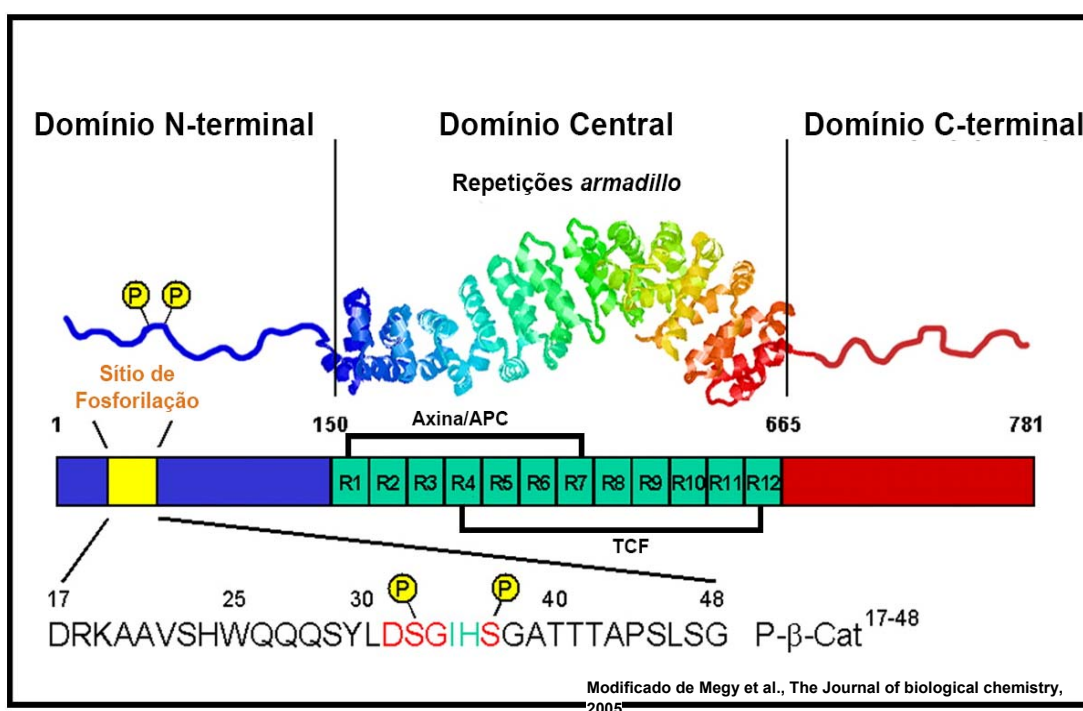 Domínio N-terminal
Domínio Central
Domínio C-terminal
Repetições armadillo
P P
Sítio de
Fosforilação
1
150
Axina/APC
665
781
R1 R2 R3 R4 R5 R6 R7 R8 R9 R10 R11 R12
TCF
P P
17 25 30 40 48
DRKAAVSHWQQQSYLDSGIHSGATTTAPSLSG P-β-Cat17-48
Modificado de Megy et al., The Journal of biological chemistry,
2005